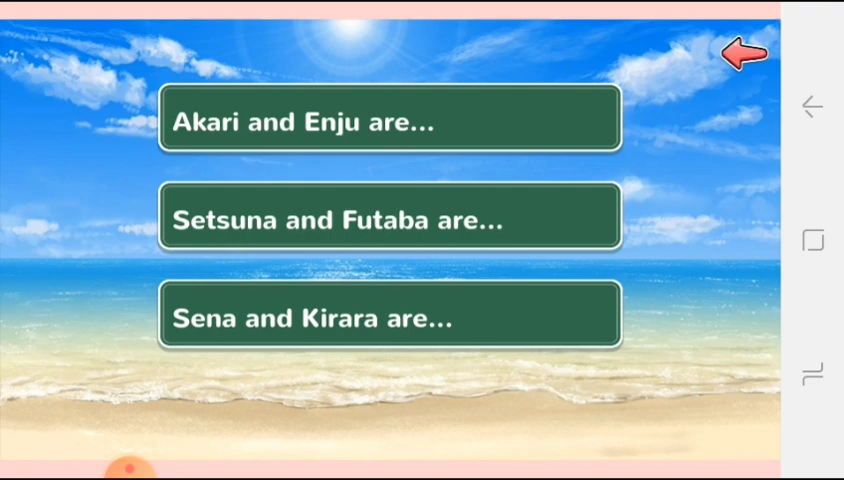 Akari and Enju are...
Setsuna and Futaba are...
Sena and Kirara are...